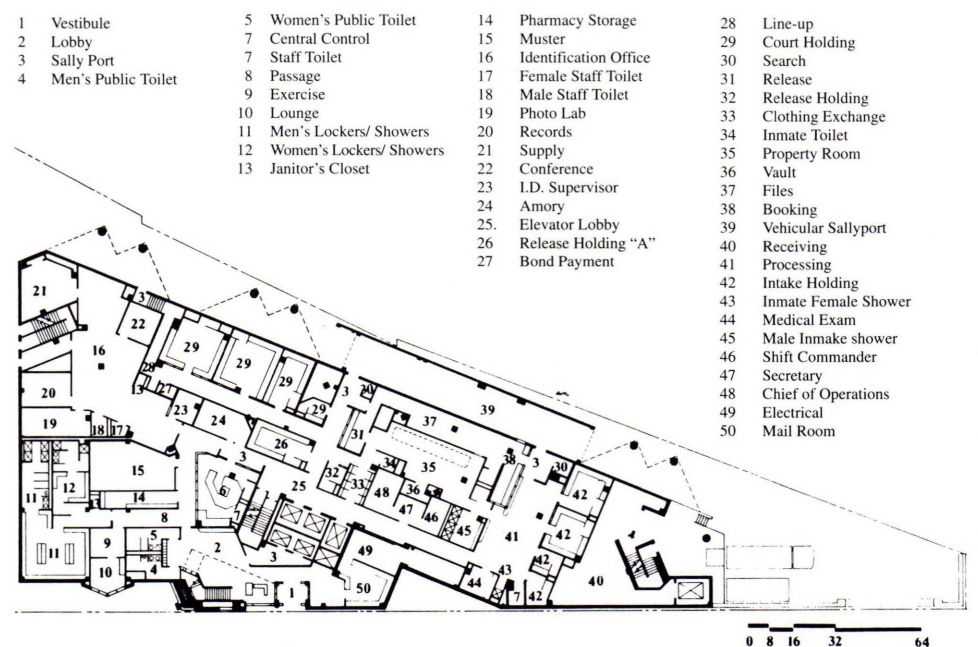 1 Vestibule
2 Lobby
3 Sally Port
4 Men's Public Toilet
5 Women's Public Toilet
7 Central Control
7 Staff Toilet
8 Passage
9 Exercise
10 Lounge
11 Men's Lockers/ Showers
12 Women's Lockers/ Showers
13 Janitor's Closet
14 Pharmacy Storage
15 Muster
16 Identification Office
17 Female Staff Toilet
18 Male Staff Toilet
19 Photo Lab
20 Records
21 Supply
22 Conference
23 I.D. Supervisor
24 Amory
25. Elevator Lobby
26 Release Holding "A"
27 Bond Payment
28 Line-up
29 Court Holding
30 Search
31 Release
32 Release Holding
33 Clothing Exchange
34 Inmate Toilet
35 Property Room
36 Vault
37 Files
38 Booking
39 Vehicular Sallyport
40 Receiving
41 Processing
42 Intake Holding
43 Inmate Female Shower
44 Medical Exam
45 Male Inmake shower
46 Shift Commander
47 Secretary
48 Chief of Operations
49 Electrical
50 Mail Room
21
3
22
16
29
29
28
29
3
30
39
20
13
27
23
24
29
31
37
19
18
17
26
38
3
30
15
3
25
32
33
34
35
42
11
12
6
48
36
47
46
45
14
13
8
7
41
42
5
9
2
3
49
4
11
10
4
1
50
44
43
7
42
42
40
0 8 16 32 64